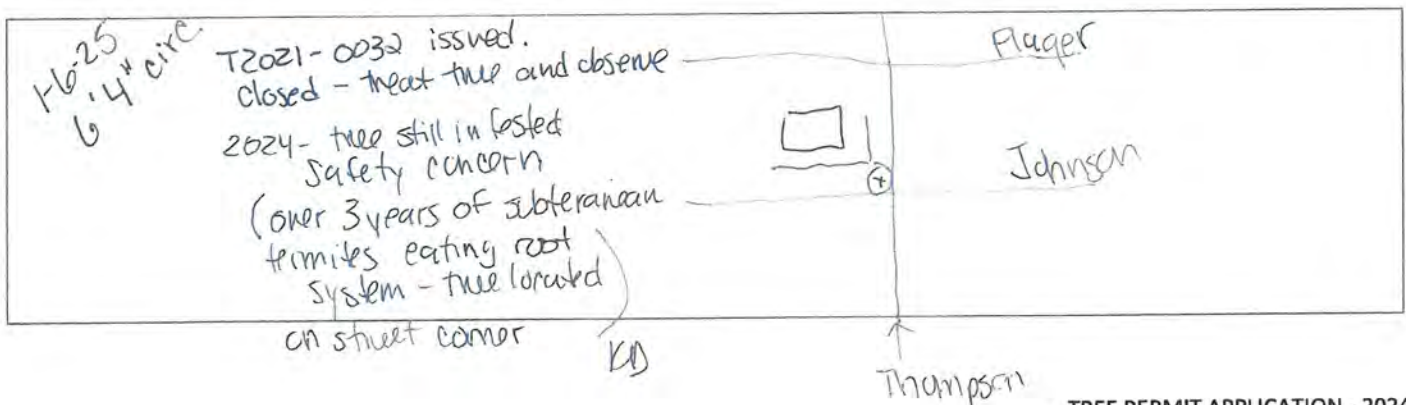 1-6-25
6'4" circ.
T2021-0032 issued.
closed - treat tree and observe
2024 - tree still infested
safety concern
(over 3 years of subteranean
termites eating root
system - tree located
on street corner
KD
Plager
Johnson
Thompson
TREE PERMIT APPLICATION - 2024